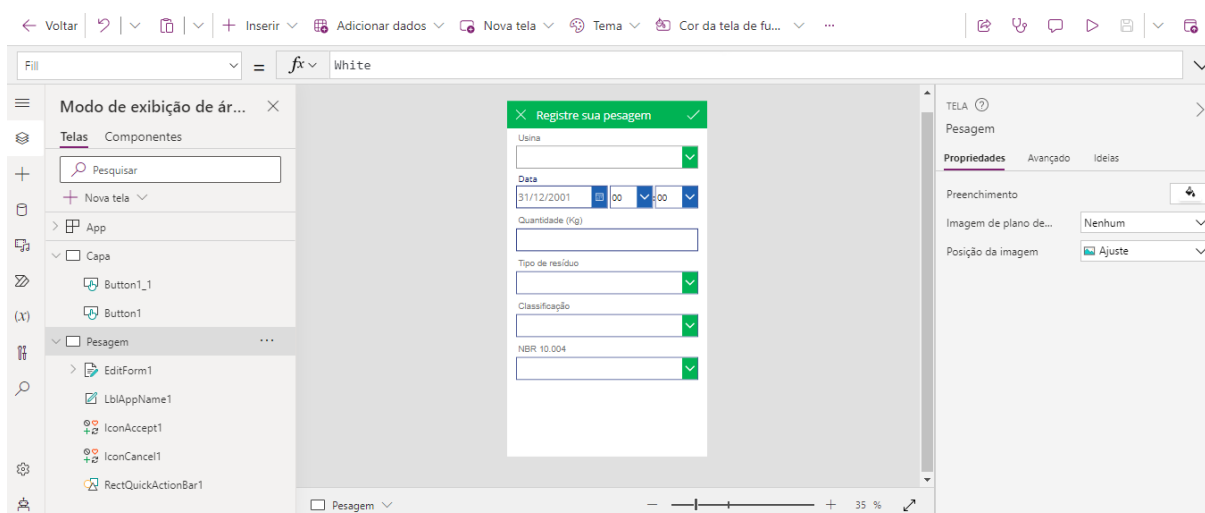 Voltar Inserir Adicionar dados Nova tela Tema Cor da tela de fu... ...
Fill = fx White
Modo de exibição de ár...
Telas Componentes
Pesquisar
Nova tela
App
Capa
Button1_1
Button1
Pesagem ...
EditForm1
LblAppName1
IconAccept1
IconCancel1
RectQuickActionBar1
Registre sua pesagem
Usina
Data
31/12/2001 00 : 00
Quantidade (Kg)
Tipo de resíduo
Classificação
NBR 10.004
Pesagem 35 %
TELA
Pesagem
Propriedades Avançado Ideias
Preenchimento
Imagem de plano de... Nenhum
Posição da imagem Ajuste